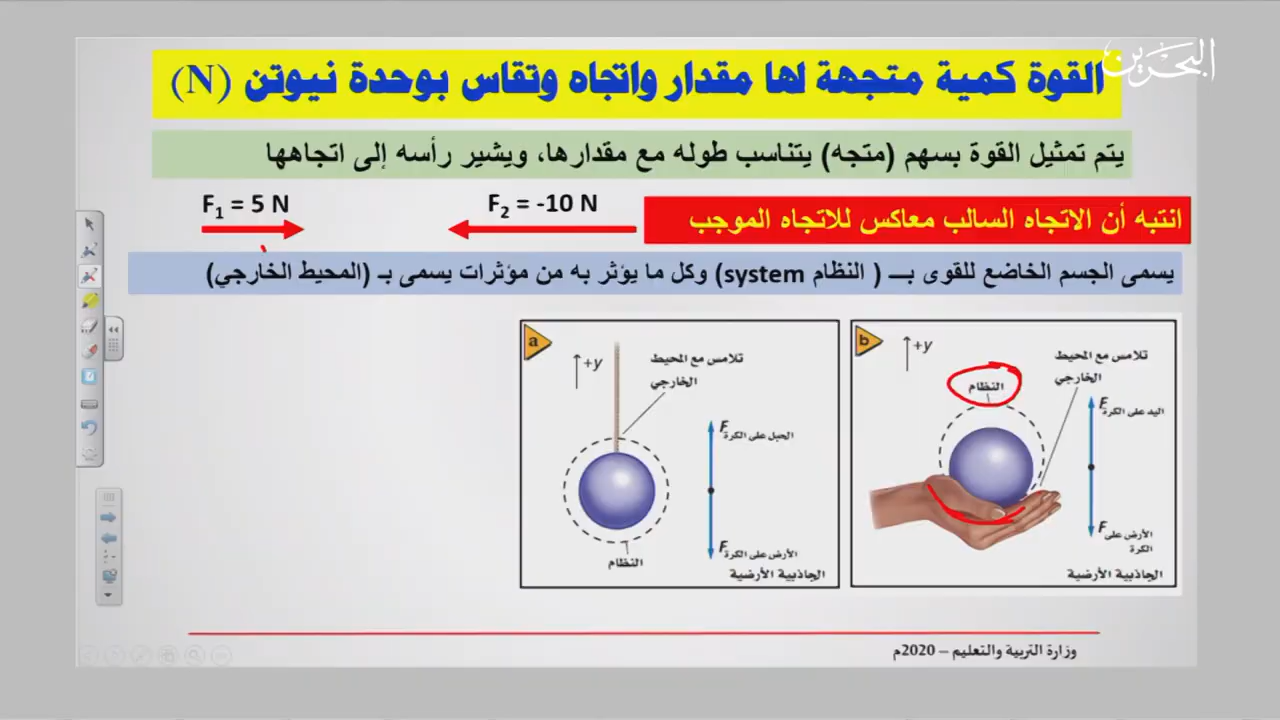 البحرين
القوة كمية متجهة لها مقدار واتجاه وتقاس بوحدة نيوتن (N)
يتم تمثيل القوة بسهم (متجه) يتناسب طوله مع مقدارها، ويشير رأسه إلى اتجاهها
انتبه أن الاتجاه السالب معاكس للاتجاه الموجب
F₂ = -10 N
F₁ = 5 N
يسمى الجسم الخاضع للقوى بــ ( النظام system) وكل ما يؤثر به من مؤثرات يسمى بـ (المحيط الخارجي)
b
+y
تلامس مع المحيط
الخارجي
النظام
F اليد على الكرة
F الأرض على
الكرة
الجاذبية الأرضية
a
+y
تلامس مع المحيط
الخارجي
F الحبل على الكرة
F الأرض على الكرة
النظام
الجاذبية الأرضية
وزارة التربية والتعليم – 2020م